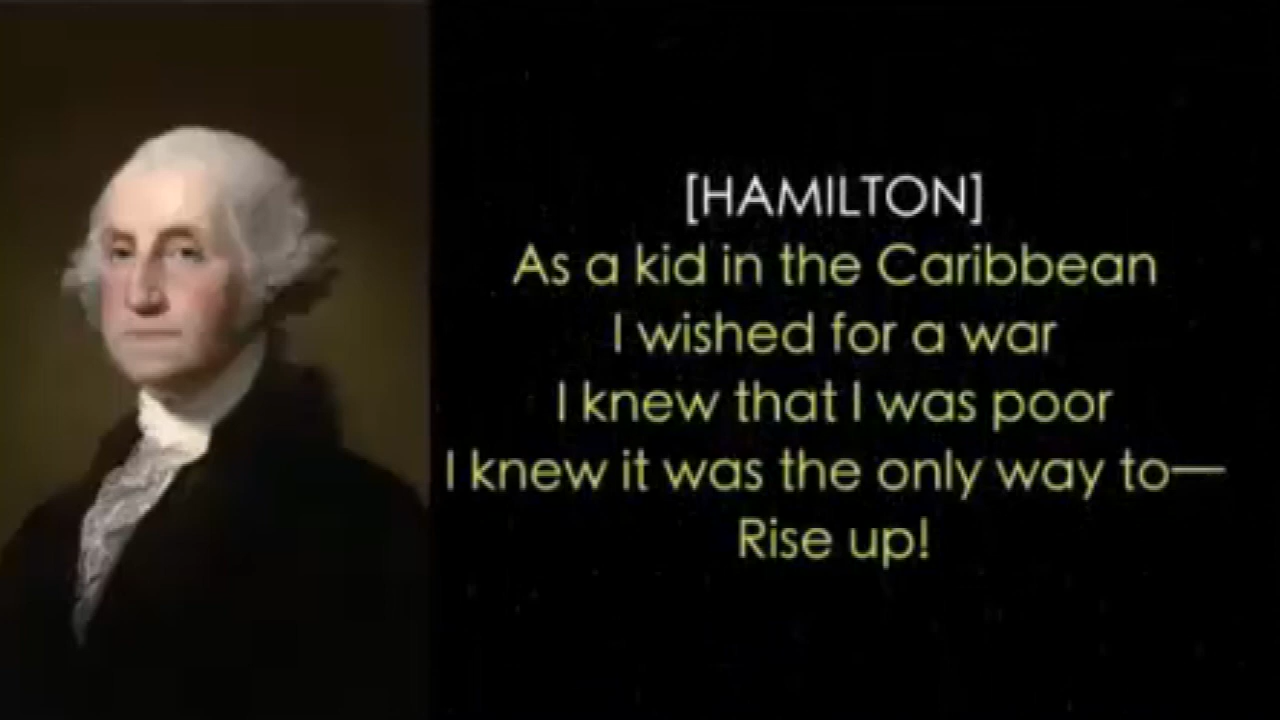 [HAMILTON]
As a kid in the Caribbean
I wished for a war
I knew that I was poor
I knew it was the only way to—
Rise up!